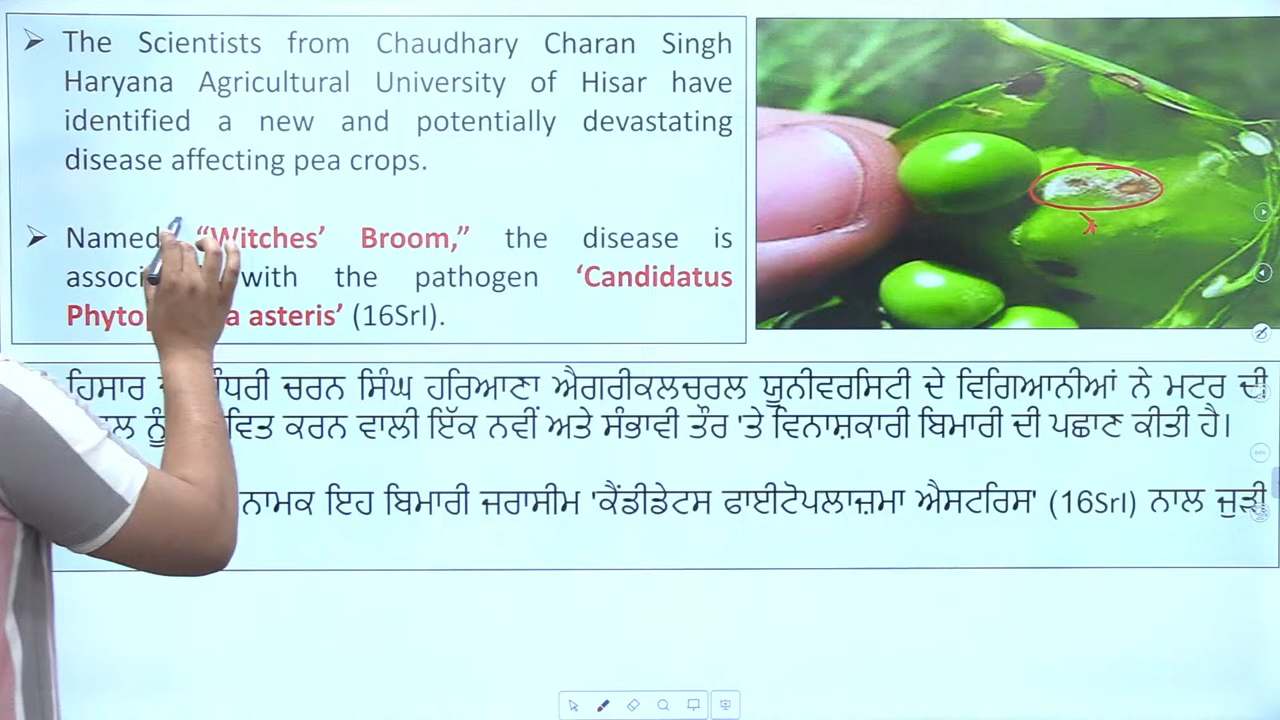 The Scientists from Chaudhary Charan Singh
Haryana Agricultural University of Hisar have
identified a new and potentially devastating
disease affecting pea crops.
Named “Witches’ Broom,” the disease is
with the pathogen ‘Candidatus
asteris’ (16SrI).
ਹਿਸਾਰ ਚਰਨ ਸਿੰਘ ਹਰਿਆਣਾ ਐਗਰੀਕਲਚਰਲ ਯੂਨੀਵਰਸਿਟੀ ਦੇ ਵਿਗਿਆਨੀਆਂ ਨੇ ਮਟਰ ਦੀ
ਨੂੰ ਕਰਨ ਵਾਲੀ ਇੱਕ ਨਵੀਂ ਅਤੇ ਸੰਭਾਵੀ ਤੌਰ 'ਤੇ ਵਿਨਾਸ਼ਕਾਰੀ ਬਿਮਾਰੀ ਦੀ ਪਛਾਣ ਕੀਤੀ ਹੈ।
ਨਾਮਕ ਇਹ ਬਿਮਾਰੀ ਜਰਾਸੀਮ 'ਕੈਂਡੀਡੇਟਸ ਫਾਈਟੋਪਲਾਜ਼ਮਾ ਐਸਟਰਿਸ' (16SrI) ਨਾਲ ਜੁੜੀ